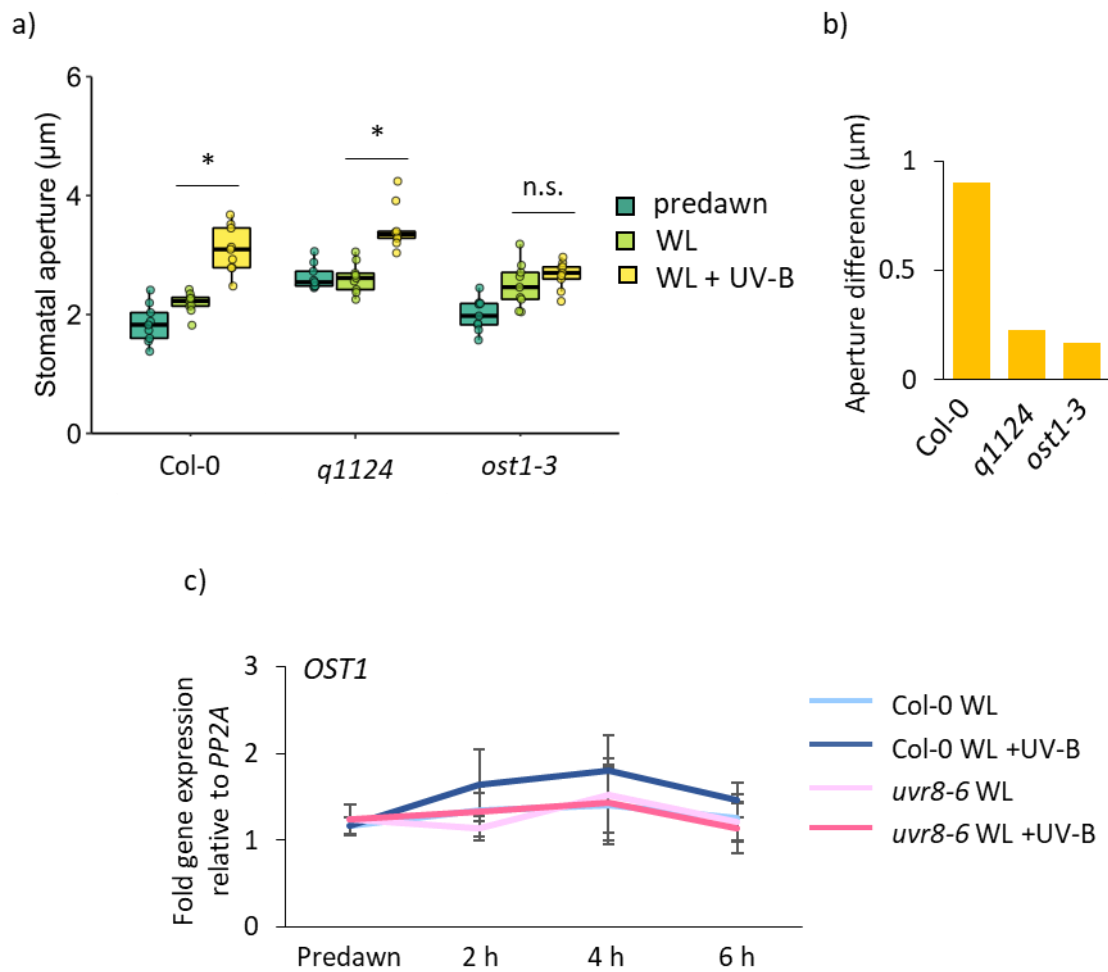 a)
6
4
2
0
Stomatal aperture (µm)
*
*
n.s.
predawn
WL
WL + UV-B
Col-0
q1124
ost1-3
b)
1
0.5
0
Aperture difference (µm)
Col-0
q1124
ost1-3
c)
3
2
1
0
Fold gene expression
relative to PP2A
OST1
Predawn
2 h
4 h
6 h
Col-0 WL
Col-0 WL +UV-B
uvr8-6 WL
uvr8-6 WL +UV-B